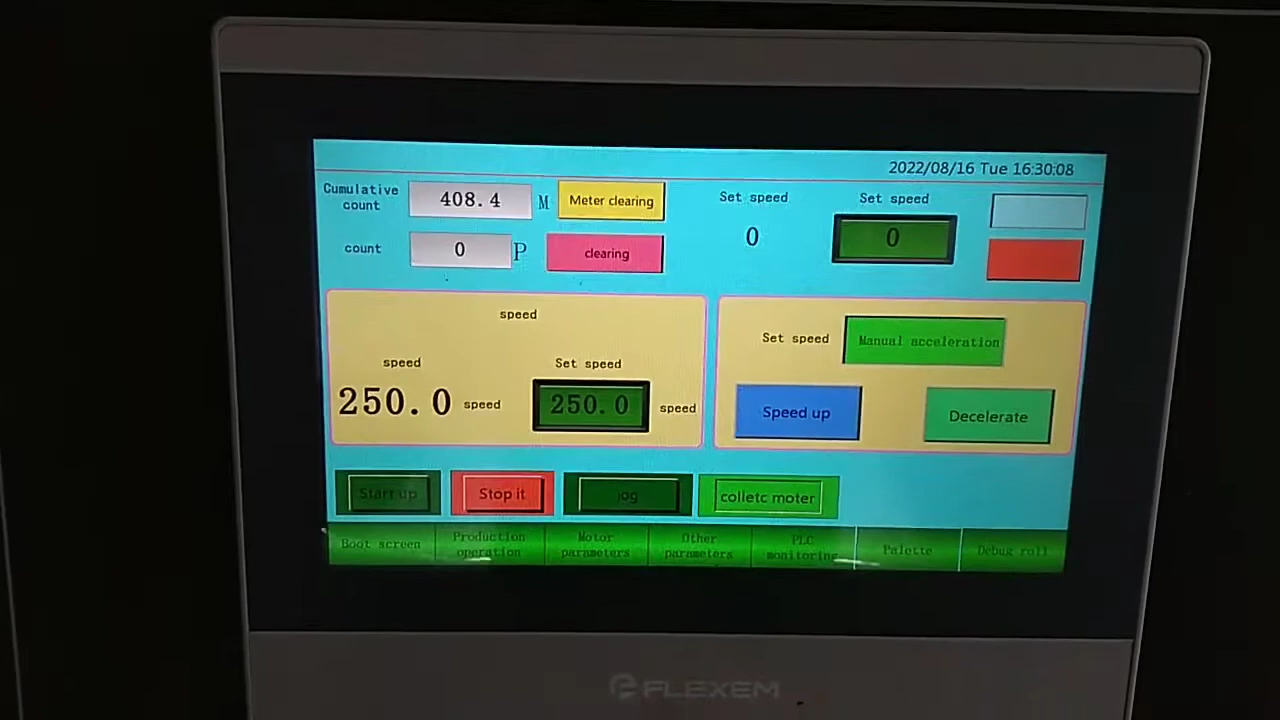 2022/08/16 Tue 16:30:08
Cumulative
count
408.4
M
Meter clearing
Set speed
0
Set speed
0
count
0
P
clearing
speed
speed
250.0
speed
Set speed
250.0
speed
Set speed
Manual acceleration
Speed up
Decelerate
Start up
Stop it
jog
colletc moter
Boot screen
Production
operation
Motor
parameters
Other
parameters
PLC
monitoring
Palette
Debug roll
FLEXEM